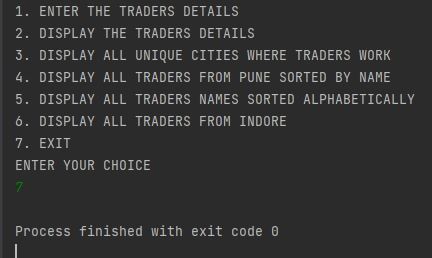 1. ENTER THE TRADERS DETAILS
2. DISPLAY THE TRADERS DETAILS
3. DISPLAY ALL UNIQUE CITIES WHERE TRADERS WORK
4. DISPLAY ALL TRADERS FROM PUNE SORTED BY NAME
5. DISPLAY ALL TRADERS NAMES SORTED ALPHABETICALLY
6. DISPLAY ALL TRADERS FROM INDORE
7. EXIT
ENTER YOUR CHOICE
7
Process finished with exit code 0